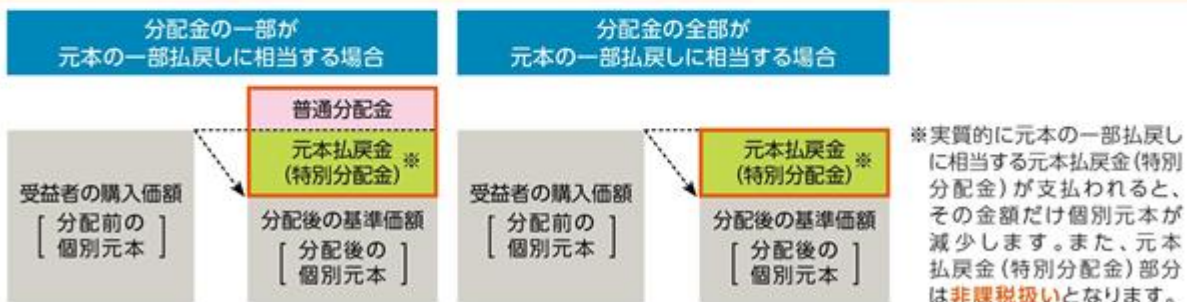 分配金の一部が
元本の一部払戻しに相当する場合
普通分配金
元本払戻金
(特別分配金)
※
受益者の購入価額
[ 分配前の
個別元本 ]
分配後の基準価額
[ 分配後の
個別元本 ]
分配金の全部が
元本の一部払戻しに相当する場合
元本払戻金
(特別分配金)
※
受益者の購入価額
[ 分配前の
個別元本 ]
分配後の基準価額
[ 分配後の
個別元本 ]
※実質的に元本の一部払戻し
に相当する元本払戻金(特別
分配金)が支払われると、
その金額だけ個別元本が
減少します。また、元本
払戻金(特別分配金)部分
は非課税扱いとなります。